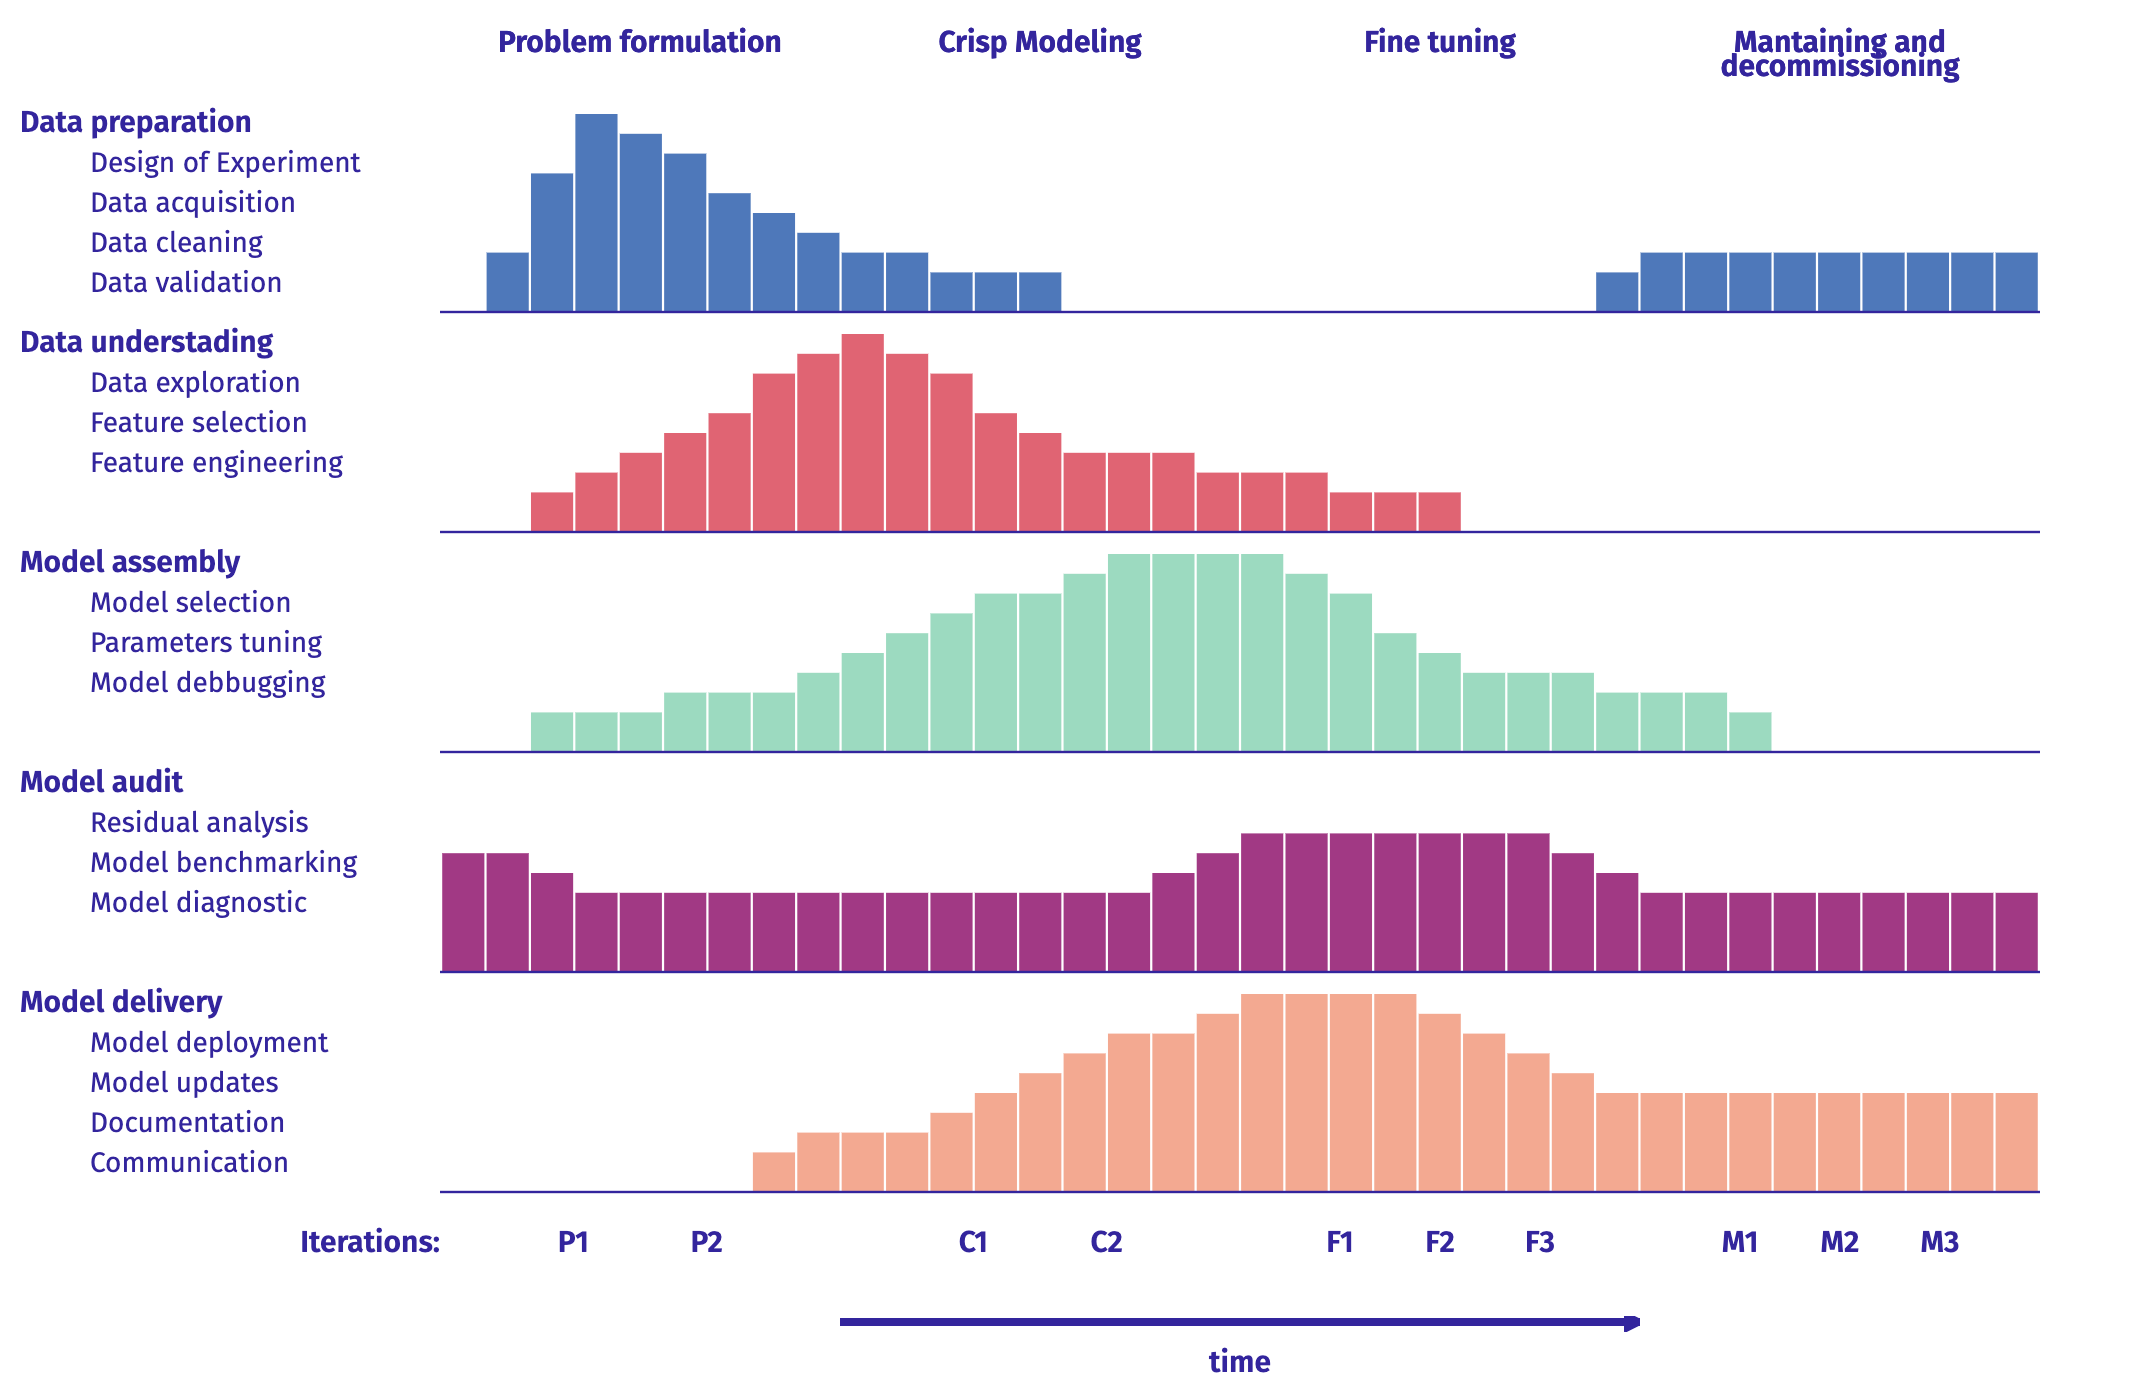 Problem formulation
Crisp Modeling
Fine tuning
Mantaining and
decommissioning
Data preparation
Design of Experiment
Data acquisition
Data cleaning
Data validation
Data understading
Data exploration
Feature selection
Feature engineering
Model assembly
Model selection
Parameters tuning
Model debbugging
Model audit
Residual analysis
Model benchmarking
Model diagnostic
Model delivery
Model deployment
Model updates
Documentation
Communication
Iterations: P1 P2 C1 C2 F1 F2 F3 M1 M2 M3
time